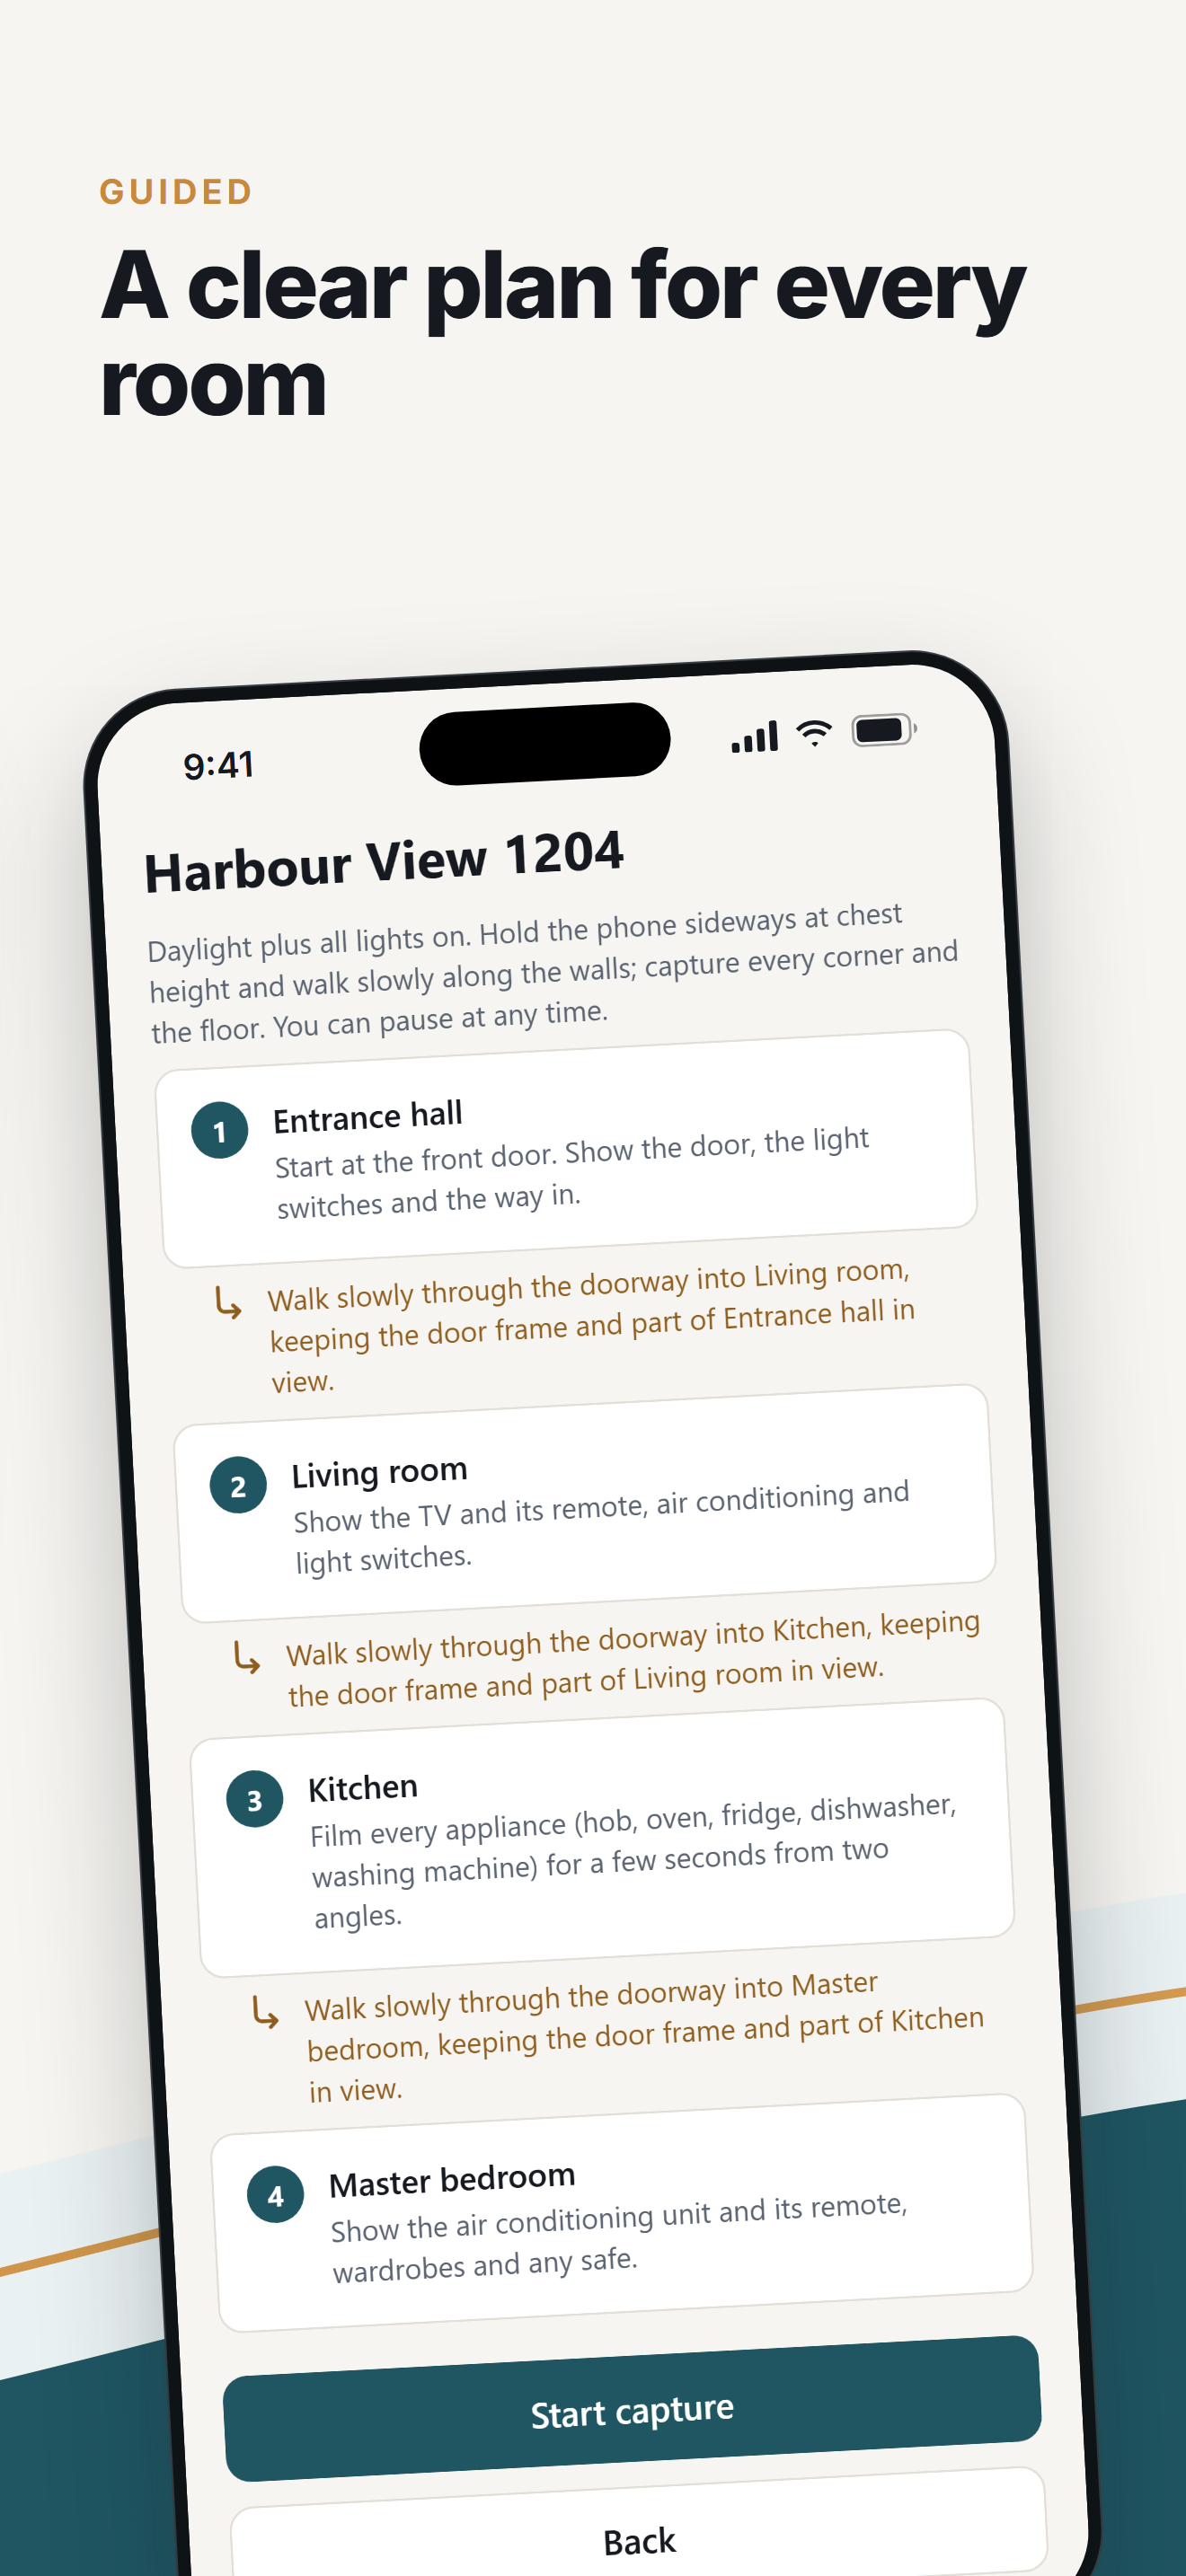 GUIDED
A clear plan for every
room
9:41
Harbour View 1204
Daylight plus all lights on. Hold the phone sideways at chest
height and walk slowly along the walls; capture every corner and
the floor. You can pause at any time.
1
Entrance hall
Start at the front door. Show the door, the light
switches and the way in.
Walk slowly through the doorway into Living room,
keeping the door frame and part of Entrance hall in
view.
2
Living room
Show the TV and its remote, air conditioning and
light switches.
Walk slowly through the doorway into Kitchen, keeping
the door frame and part of Living room in view.
3
Kitchen
Film every appliance (hob, oven, fridge, dishwasher,
washing machine) for a few seconds from two
angles.
Walk slowly through the doorway into Master
bedroom, keeping the door frame and part of Kitchen
in view.
4
Master bedroom
Show the air conditioning unit and its remote,
wardrobes and any safe.
Start capture
Back